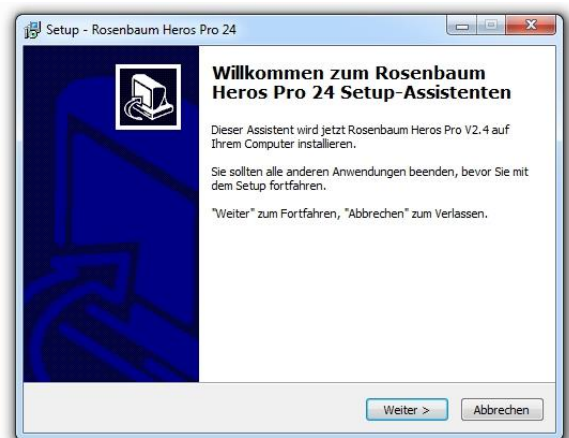 Setup - Rosenbaum Heros Pro 24
Willkommen zum Rosenbaum
Heros Pro 24 Setup-Assistenten
Dieser Assistent wird jetzt Rosenbaum Heros Pro V2.4 auf
Ihrem Computer installieren.
Sie sollten alle anderen Anwendungen beenden, bevor Sie mit
dem Setup fortfahren.
"Weiter" zum Fortfahren, "Abbrechen" zum Verlassen.
Weiter >
Abbrechen